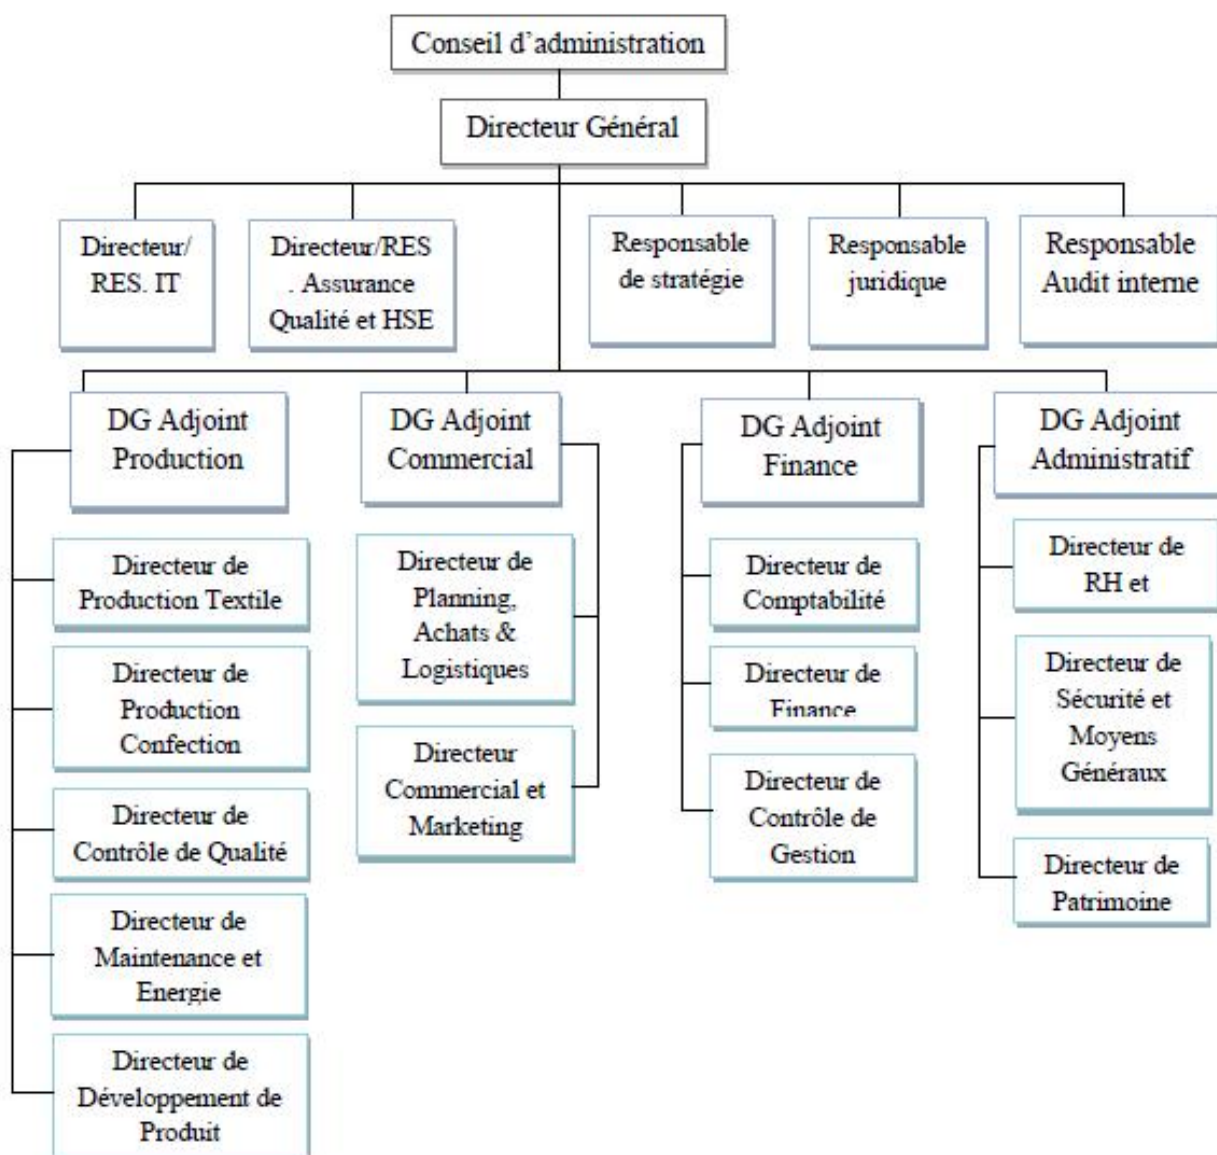 Conseil d’administration
Directeur Général
Directeur/
RES. IT
Directeur/RES
. Assurance
Qualité et HSE
Responsable
de stratégie
Responsable
juridique
Responsable
Audit interne
DG Adjoint
Production
DG Adjoint
Commercial
DG Adjoint
Finance
DG Adjoint
Administratif
Directeur de
Production Textile
Directeur de
Production
Confection
Directeur de
Contrôle de Qualité
Directeur de
Maintenance et
Energie
Directeur de
Développement de
Produit
Directeur de
Planning,
Achats &
Logistiques
Directeur
Commercial et
Marketing
Directeur de
Comptabilité
Directeur de
Finance
Directeur de
Contrôle de
Gestion
Directeur de
RH et
Directeur de
Sécurité et
Moyens
Généraux
Directeur de
Patrimoine